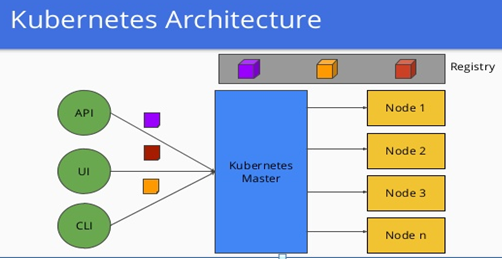 Kubernetes Architecture
Registry
API
UI
CLI
Kubernetes
Master
Node 1
Node 2
Node 3
Node n